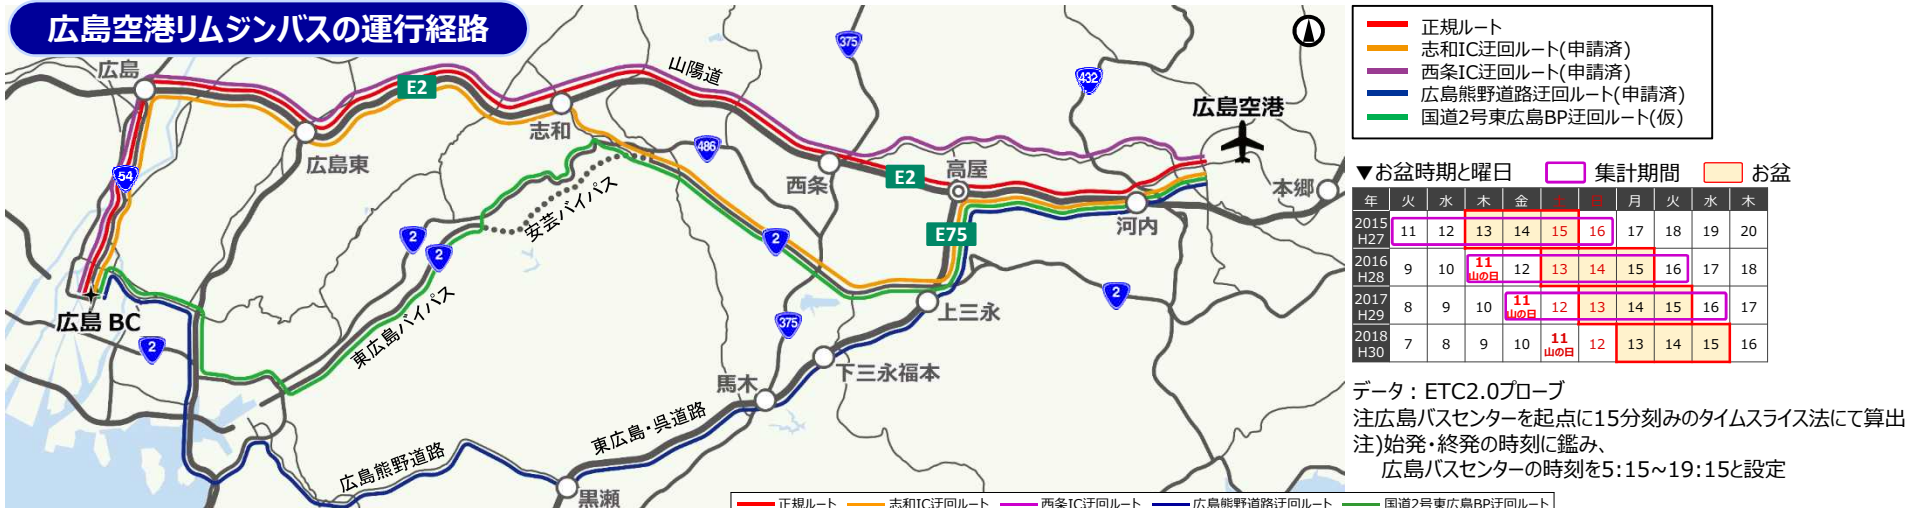 広島空港リムジンバスの運行経路
広島
E2
山陽道
375
432
広島空港
志和
広島東
54
486
西条
E2
高屋
本郷
河内
安芸バイパス
2
2
2
E75
2
広島 BC
2
東広島バイパス
375
上三永
下三永福本
馬木
東広島・呉道路
広島熊野道路
黒瀬
正規ルート
志和IC迂回ルート(申請済)
西条IC迂回ルート(申請済)
広島熊野道路迂回ルート(申請済)
国道2号東広島BP迂回ルート(仮)
▼お盆時期と曜日 集計期間 お盆
年 火 水 木 金 土 日 月 火 水 木
2015 H27 11 12 13 14 15 16 17 18 19 20
2016 H28 9 10 11 山の日 12 13 14 15 16 17 18
2017 H29 8 9 10 11 山の日 12 13 14 15 16 17
2018 H30 7 8 9 10 11 山の日 12 13 14 15 16
データ：ETC2.0プローブ
注広島バスセンターを起点に15分刻みのタイムスライス法にて算出
注)始発・終発の時刻に鑑み、
広島バスセンターの時刻を5:15~19:15と設定
正規ルート 志和IC迂回ルート 西条IC迂回ルート 広島熊野道路迂回ルート 国道2号東広島BP迂回ルート